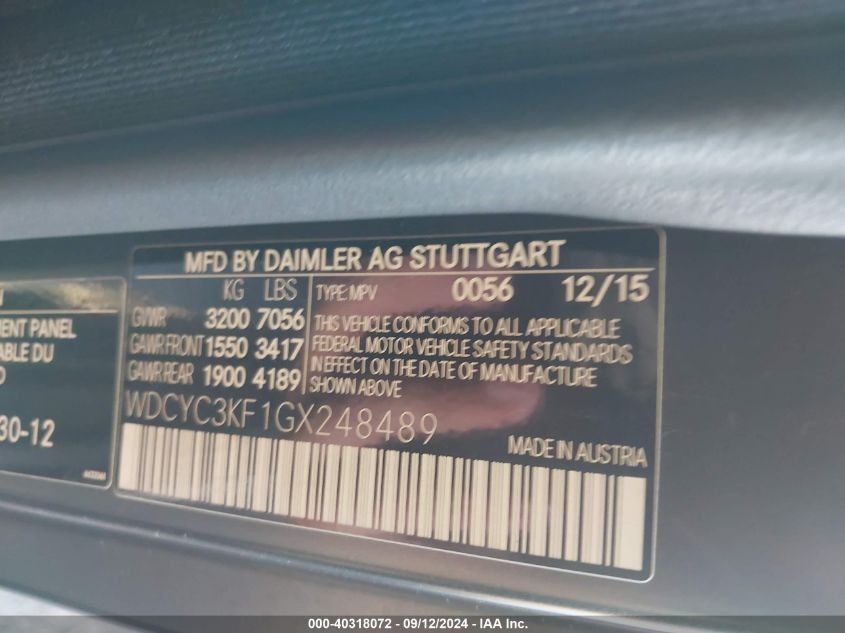 MFD BY DAIMLER AG STUTTGART
KG LBS
GVWR 3200 7056
GAWR FRONT 1550 3417
GAWR REAR 1900 4189
TYPE: MPV 0056 12/15
THIS VEHICLE CONFORMS TO ALL APPLICABLE
FEDERAL MOTOR VEHICLE SAFETY STANDARDS
IN EFFECT ON THE DATE OF MANUFACTURE
SHOWN ABOVE
WDCYC3KF1GX248489
MADE IN AUSTRIA
MENT PANEL
ABLE DU
30-12
000-40318072 - 09/12/2024 - IAA Inc.